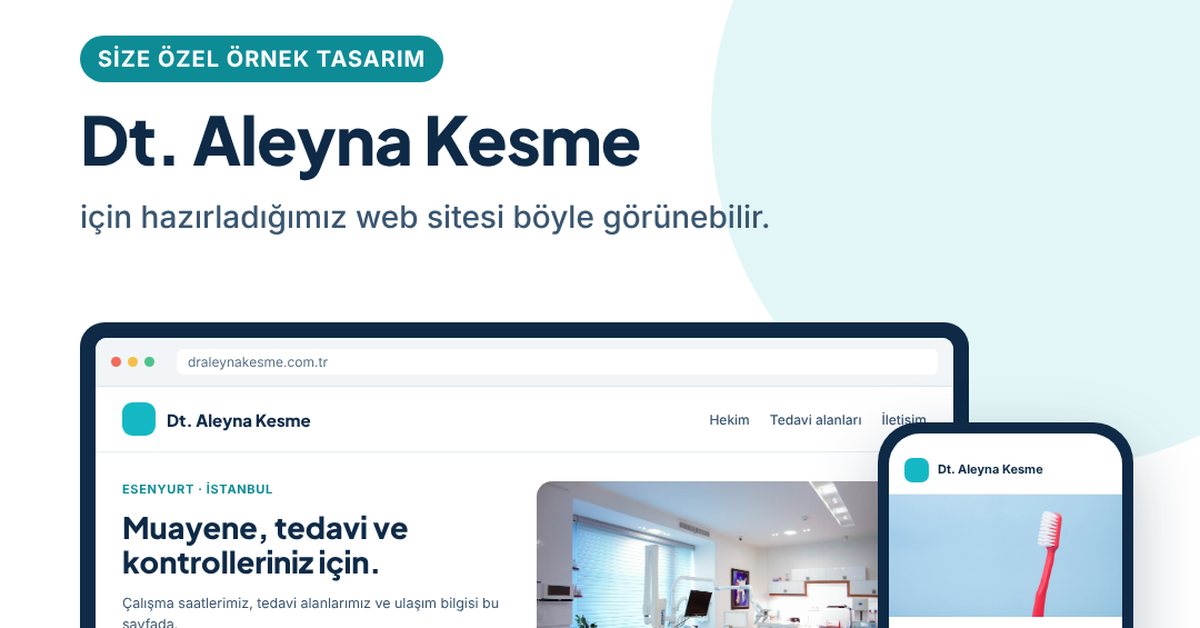 SİZE ÖZEL ÖRNEK TASARIM
Dt. Aleyna Kesme
için hazırladığımız web sitesi böyle görünebilir.
draleynakesme.com.tr
Dt. Aleyna Kesme
Hekim Tedavi alanları İletişim
Dt. Aleyna Kesme
ESENYURT · İSTANBUL
Muayene, tedavi ve
kontrolleriniz için.
Çalışma saatlerimiz, tedavi alanlarımız ve ulaşım bilgisi bu
sayfada.